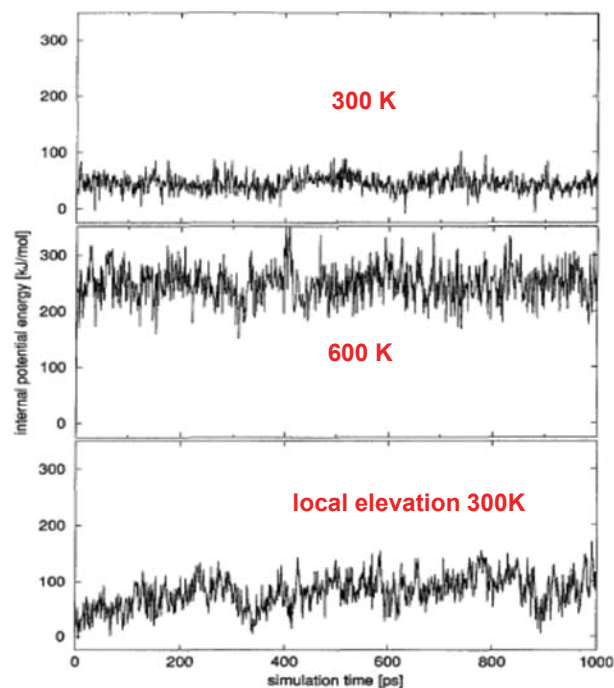 300
300 K
200
100
0
internal potential energy [kJ/mol]
300
200
600 K
100
0
300
local elevation 300K
200
100
0
0 200 400 600 800 1000
simulation time [ps]